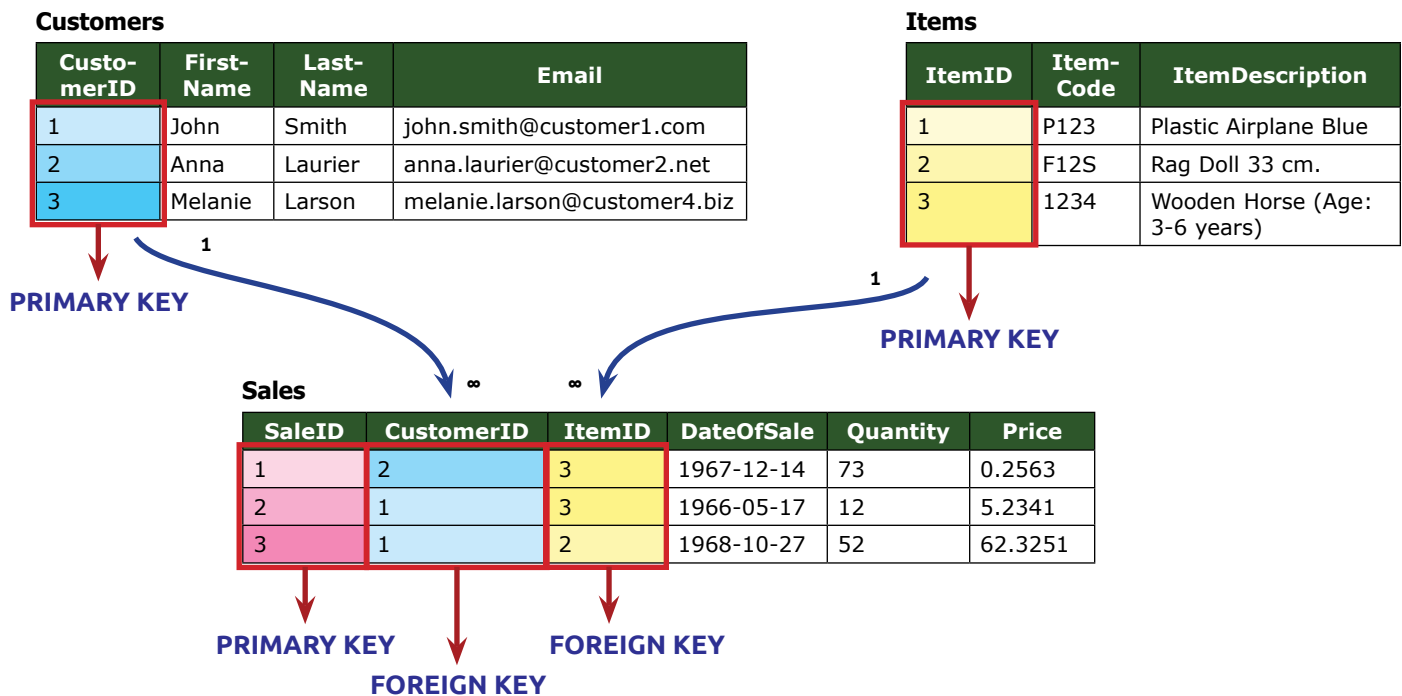 Customers
Custo-merID First-Name Last-Name Email
1 John Smith john.smith@customer1.com
2 Anna Laurier anna.laurier@customer2.net
3 Melanie Larson melanie.larson@customer4.biz
1
PRIMARY KEY
Items
ItemID Item-Code ItemDescription
1 P123 Plastic Airplane Blue
2 F12S Rag Doll 33 cm.
3 1234 Wooden Horse (Age:
3-6 years)
1
PRIMARY KEY
∞ ∞
Sales
SaleID CustomerID ItemID DateOfSale Quantity Price
1 2 3 1967-12-14 73 0.2563
2 1 3 1966-05-17 12 5.2341
3 1 2 1968-10-27 52 62.3251
PRIMARY KEY FOREIGN KEY
FOREIGN KEY